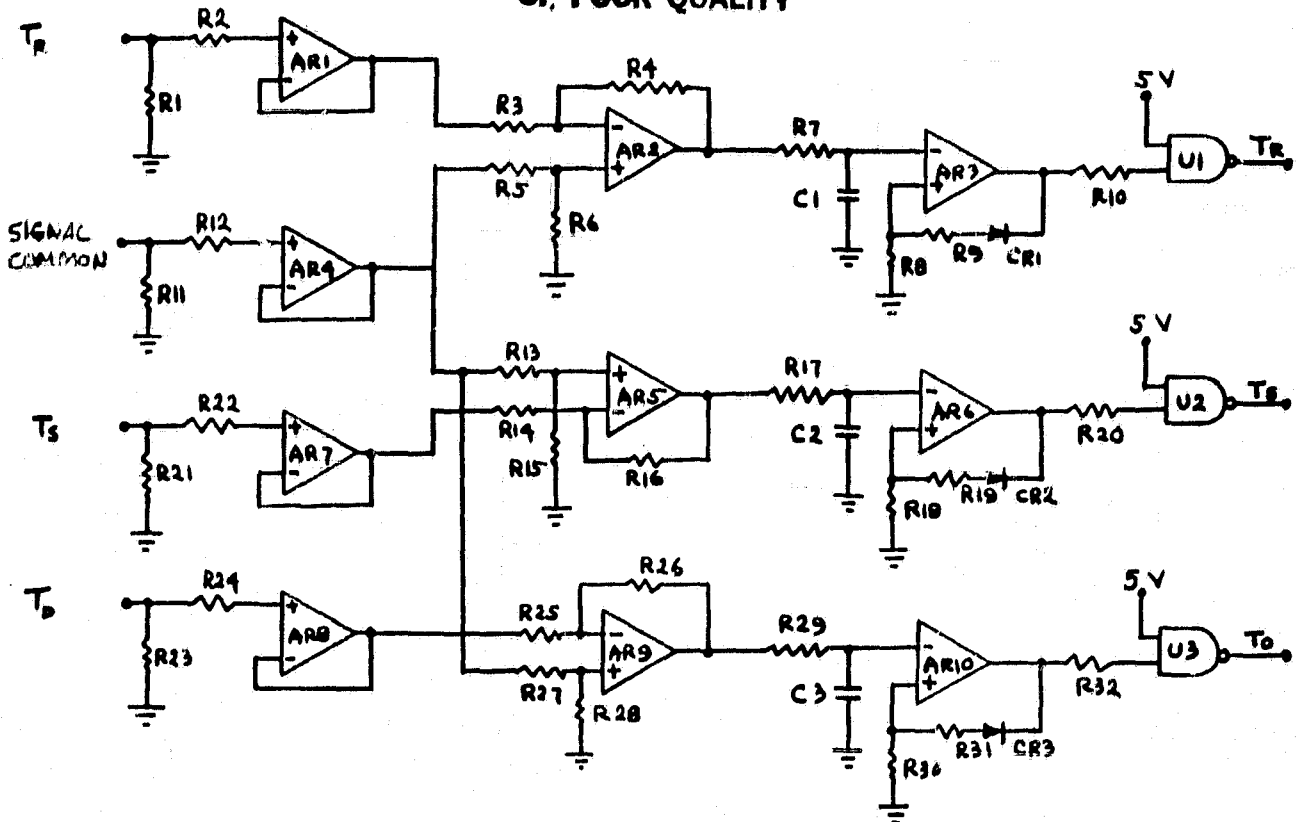 OF POOR QUALITY
TR
R2
AR1
R1
R3
R4
AR2
R5
R6
R7
C1
AR3
R8
R9
CR1
R10
5 V
U1
TR
SIGNAL
COMMON
R12
AR4
R11
R13
AR5
R14
R15
R16
R17
C2
AR6
R18
R19
CR2
R20
5 V
U2
TS
TS
R22
AR7
R21
TD
R24
AR8
R23
R25
R26
AR9
R27
R28
R29
C3
AR10
R30
R31
CR3
R32
5 V
U3
TD